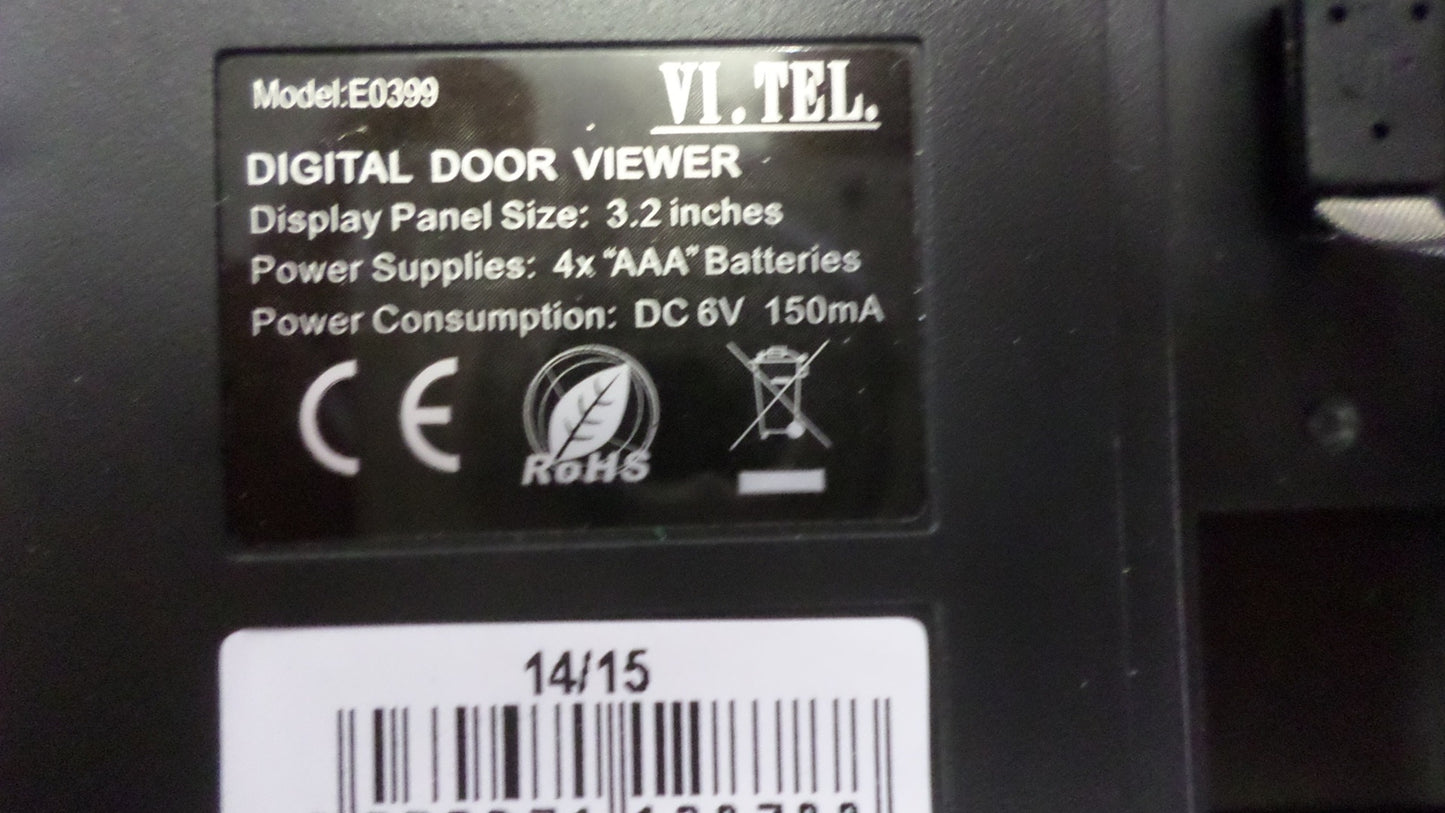 Model:E0399
VI.TEL.
DIGITAL DOOR VIEWER
Display Panel Size: 3.2 inches
Power Supplies: 4x "AAA" Batteries
Power Consumption: DC 6V 150mA
CE
RoHS
14/15